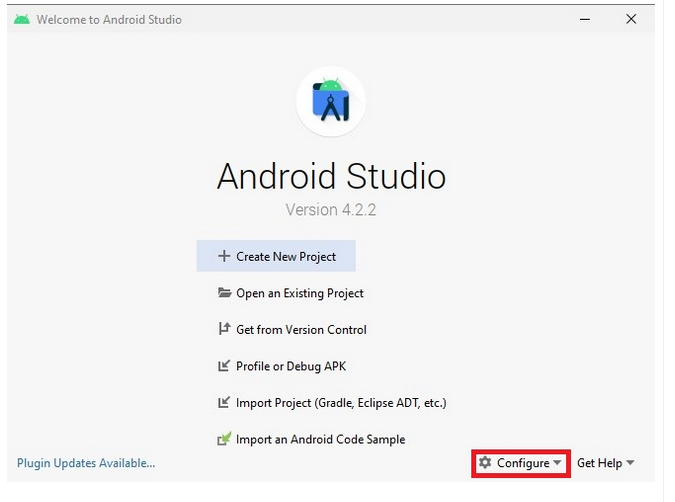 Welcome to Android Studio
Android Studio
Version 4.2.2
Create New Project
Open an Existing Project
Get from Version Control
Profile or Debug APK
Import Project (Gradle, Eclipse ADT, etc.)
Import an Android Code Sample
Plugin Updates Available... Configure Get Help